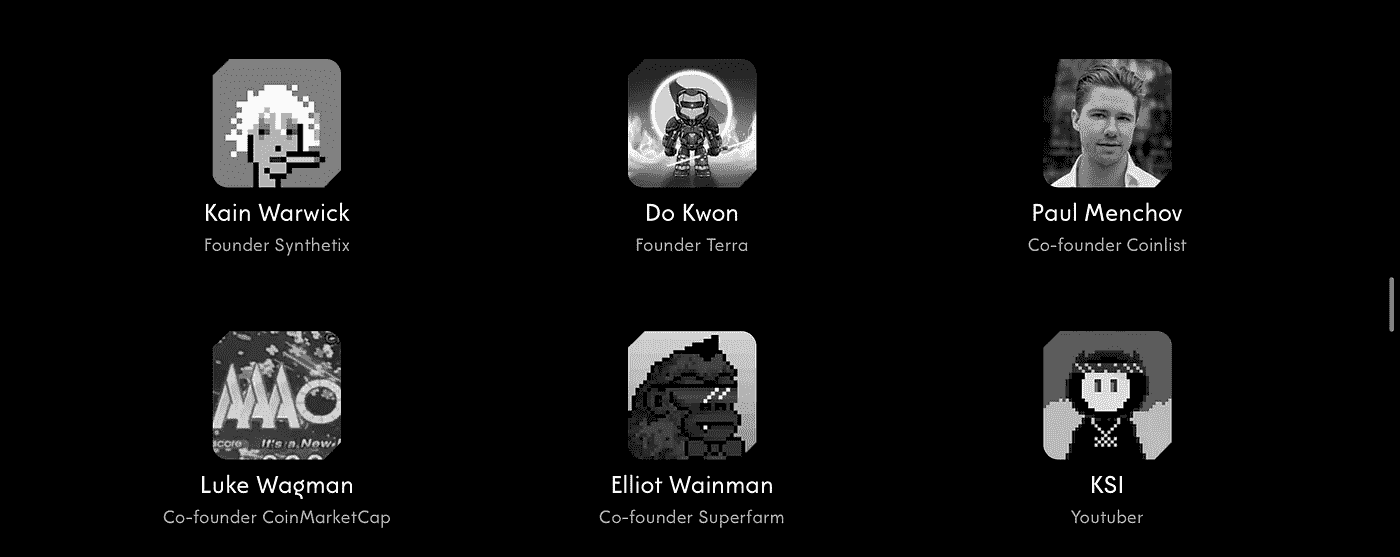 Kain Warwick
Founder Synthetix
Do Kwon
Founder Terra
Paul Menchov
Co-founder Coinlist
AAAO
score It's a New
Luke Wagman
Co-founder CoinMarketCap
Elliot Wainman
Co-founder Superfarm
KSI
Youtuber